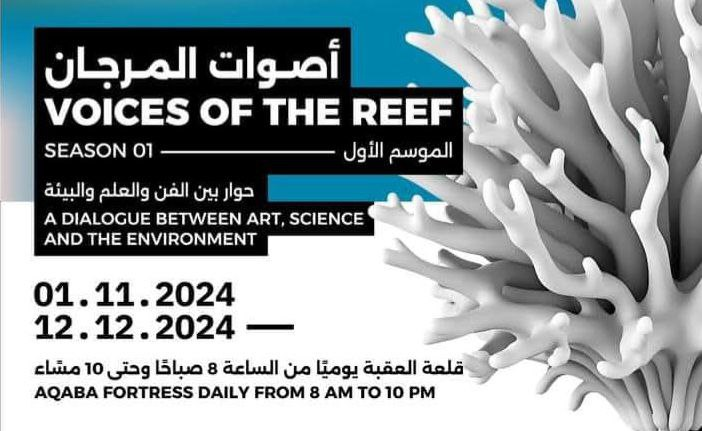 أصوات المرجان
VOICES OF THE REEF
SEASON 01 —— الموسم الأول
حوار بين الفن والعلم والبيئة
A DIALOGUE BETWEEN ART, SCIENCE
AND THE ENVIRONMENT
01.11.2024
12.12.2024 —
قلعة العقبة يوميًا من الساعة 8 صباحًا وحتى 10 مشاء
AQABA FORTRESS DAILY FROM 8 AM TO 10 PM